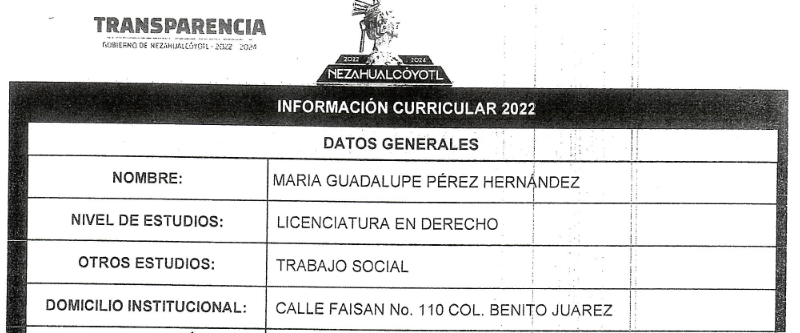 TRANSPARENCIA
GOBIERNO DE NEZAHUALCÓYOTL - 2022 2024
2022 2024
NEZAHUALCÓYOTL
INFORMACIÓN CURRICULAR 2022
DATOS GENERALES
NOMBRE: MARIA GUADALUPE PÉREZ HERNÁNDEZ
NIVEL DE ESTUDIOS: LICENCIATURA EN DERECHO
OTROS ESTUDIOS: TRABAJO SOCIAL
DOMICILIO INSTITUCIONAL: CALLE FAISAN No. 110 COL. BENITO JUAREZ